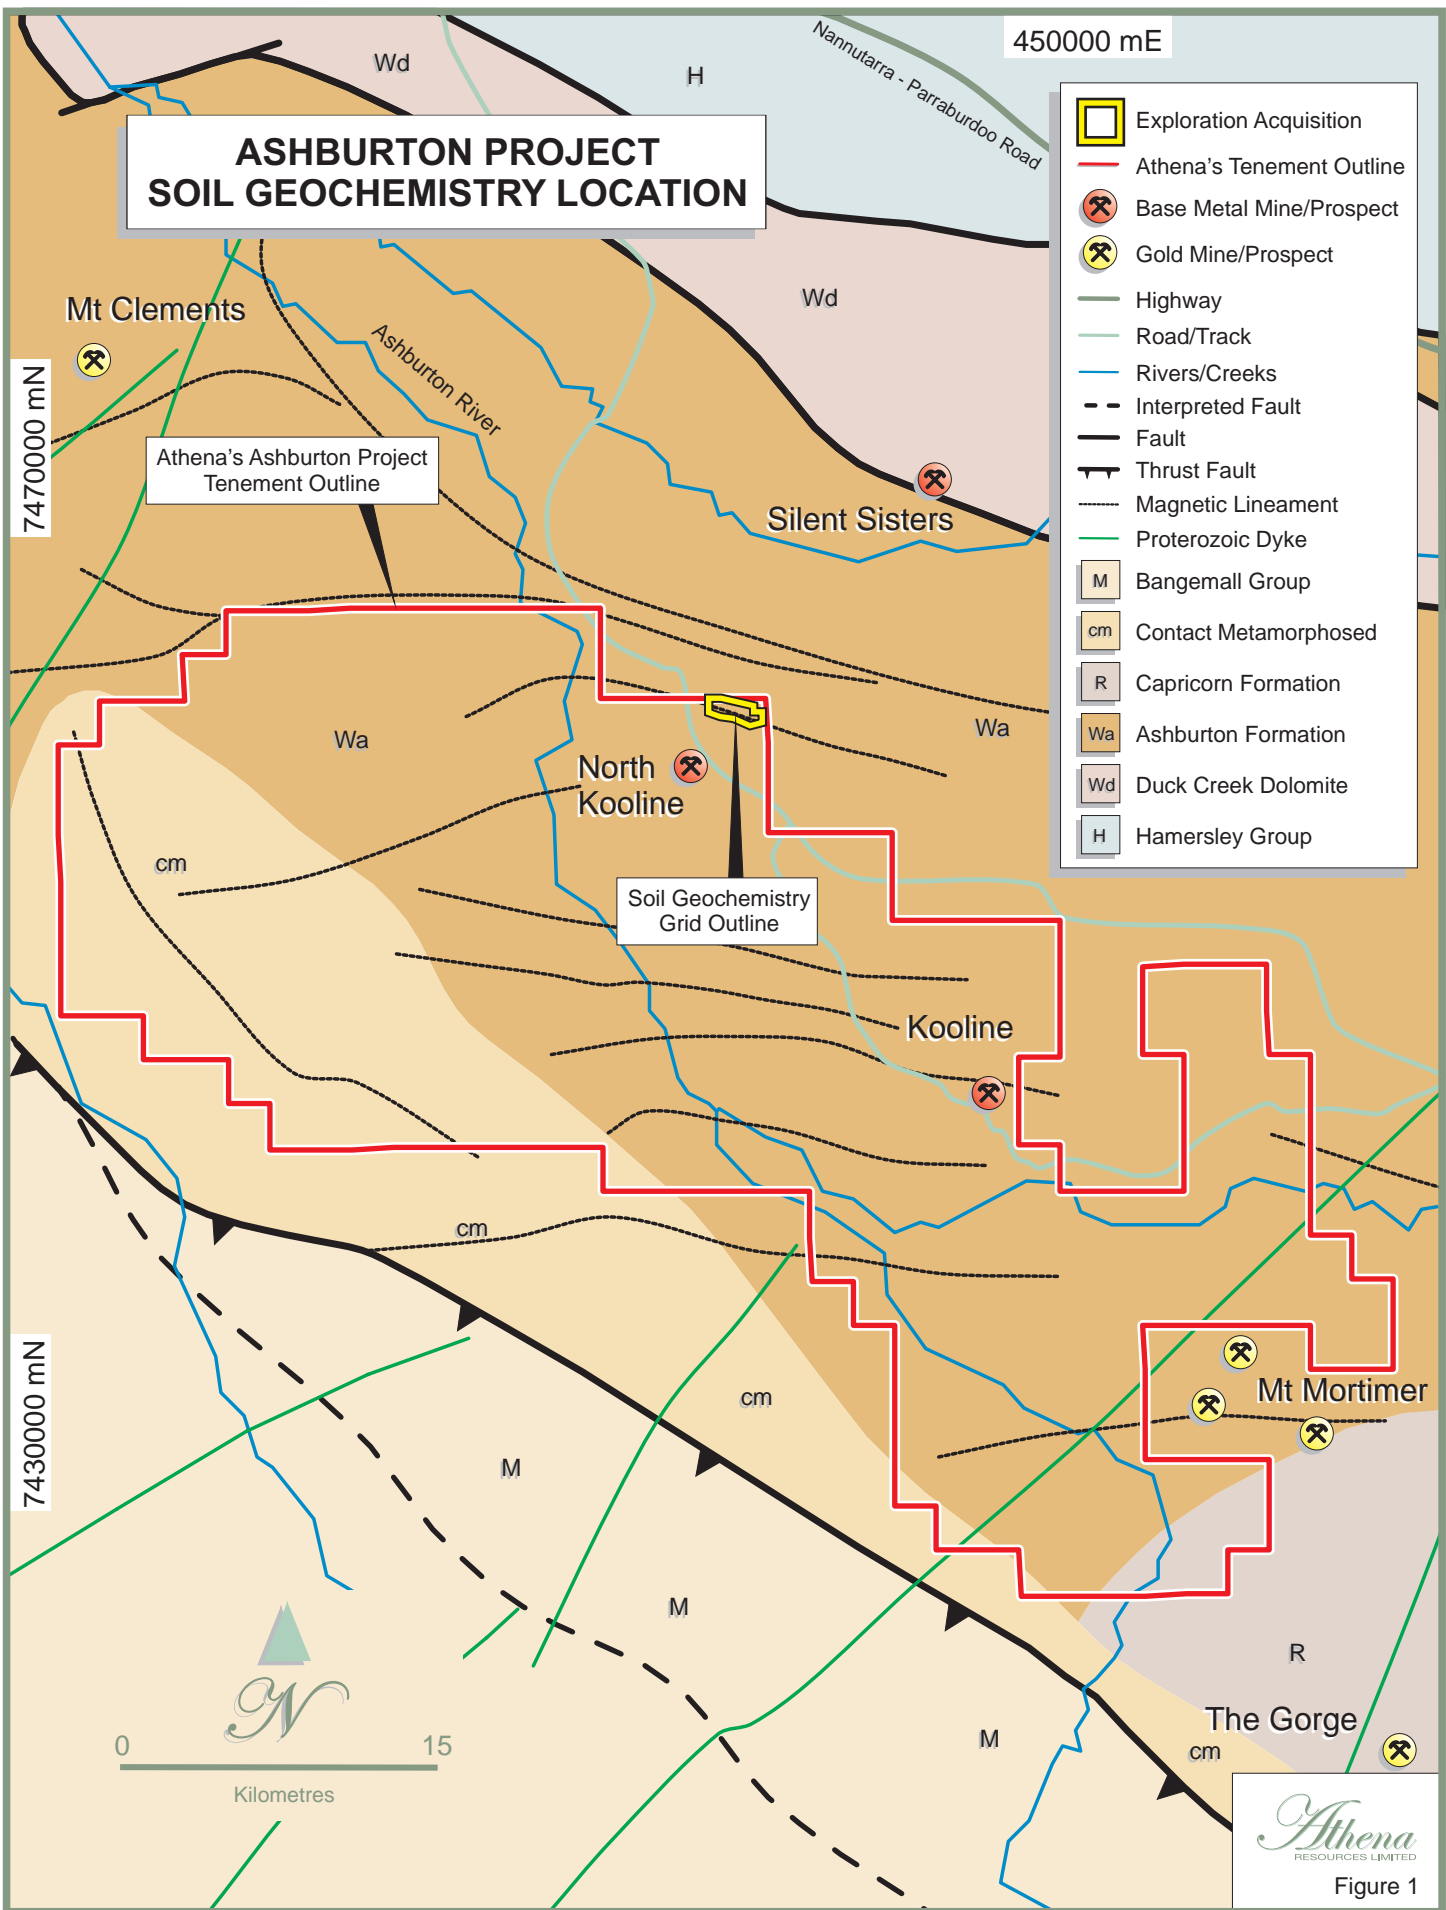 450000 mE
Nannutarra - Parraburdoo Road
Wd
H
ASHBURTON PROJECT
SOIL GEOCHEMISTRY LOCATION
Exploration Acquisition
Athena's Tenement Outline
Base Metal Mine/Prospect
Gold Mine/Prospect
Highway
Road/Track
Rivers/Creeks
Interpreted Fault
Fault
Thrust Fault
Magnetic Lineament
Proterozoic Dyke
M Bangemall Group
cm Contact Metamorphosed
R Capricorn Formation
Wa Ashburton Formation
Wd Duck Creek Dolomite
H Hamersley Group
Wd
Mt Clements
Ashburton River
7470000 mN
Athena's Ashburton Project
Tenement Outline
Silent Sisters
Wa
Wa
North
Kooline
cm
Soil Geochemistry
Grid Outline
Kooline
cm
7430000 mN
Mt Mortimer
cm
M
M
R
The Gorge
M
cm
N
0 15
Kilometres
Athena
RESOURCES LIMITED
Figure 1